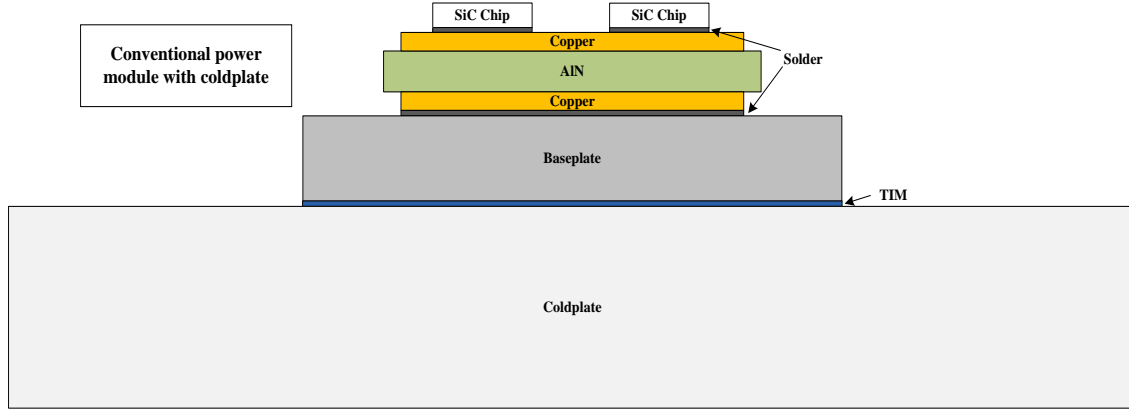 SiC Chip
SiC Chip
Conventional power
module with coldplate
Copper
Solder
AlN
Copper
Baseplate
TIM
Coldplate